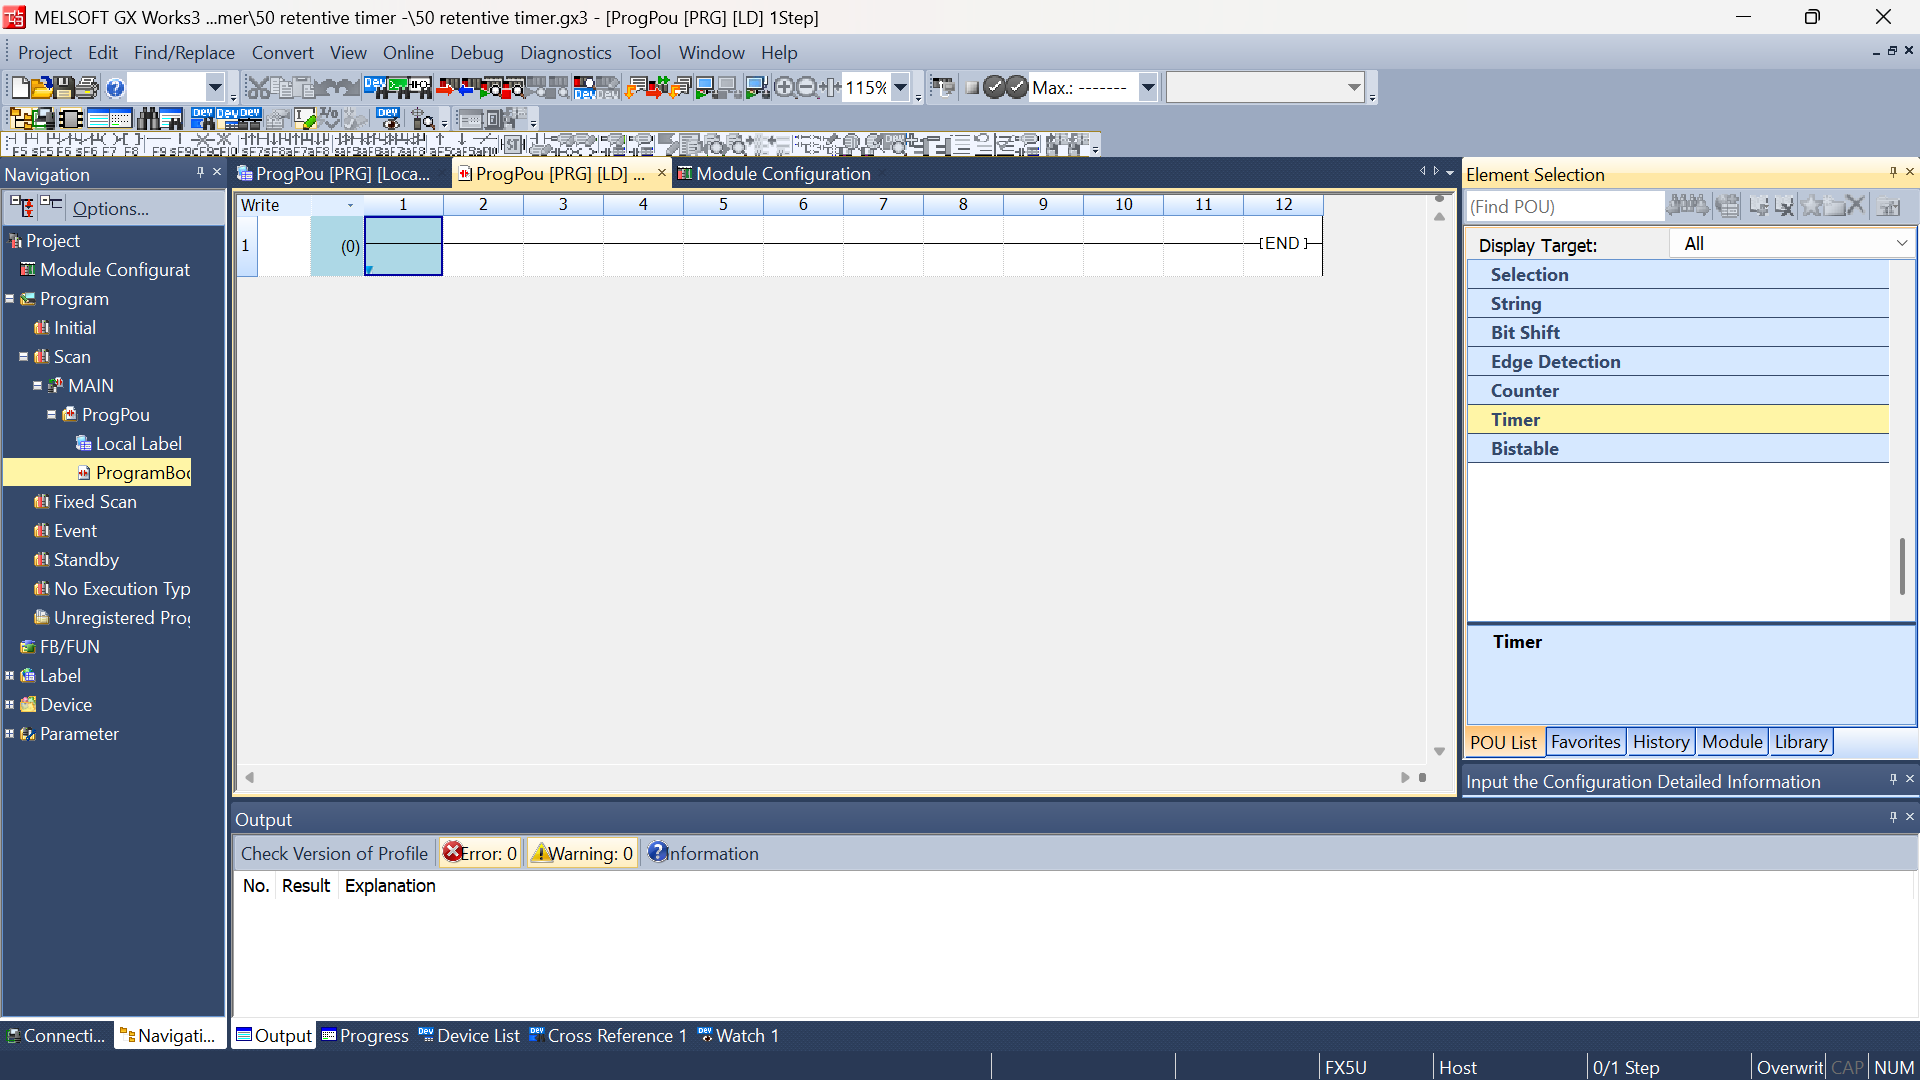 MELSOFT GX Works3 ...mer\50 retentive timer -\50 retentive timer.gx3 - [ProgPou [PRG] [LD] 1Step]
Project Edit Find/Replace Convert View Online Debug Diagnostics Tool Window Help
115% Max.: -------
Navigation
Options...
Project
Module Configurat
Program
Initial
Scan
MAIN
ProgPou
Local Label
ProgramBo
Fixed Scan
Event
Standby
No Execution Typ
Unregistered Pro
FB/FUN
Label
Device
Parameter
Connecti... Navigati...
ProgPou [PRG] [Loca... ProgPou [PRG] [LD] ... Module Configuration
Write 1 2 3 4 5 6 7 8 9 10 11 12
1 (0) [END]
Element Selection
(Find POU)
Display Target: All
Selection
String
Bit Shift
Edge Detection
Counter
Timer
Bistable
Timer
POU List Favorites History Module Library
Input the Configuration Detailed Information
Output
Check Version of Profile Error: 0 Warning: 0 Information
No. Result Explanation
Output Progress Device List Cross Reference 1 Watch 1
FX5U Host 0/1 Step Overwrit CAP NUM